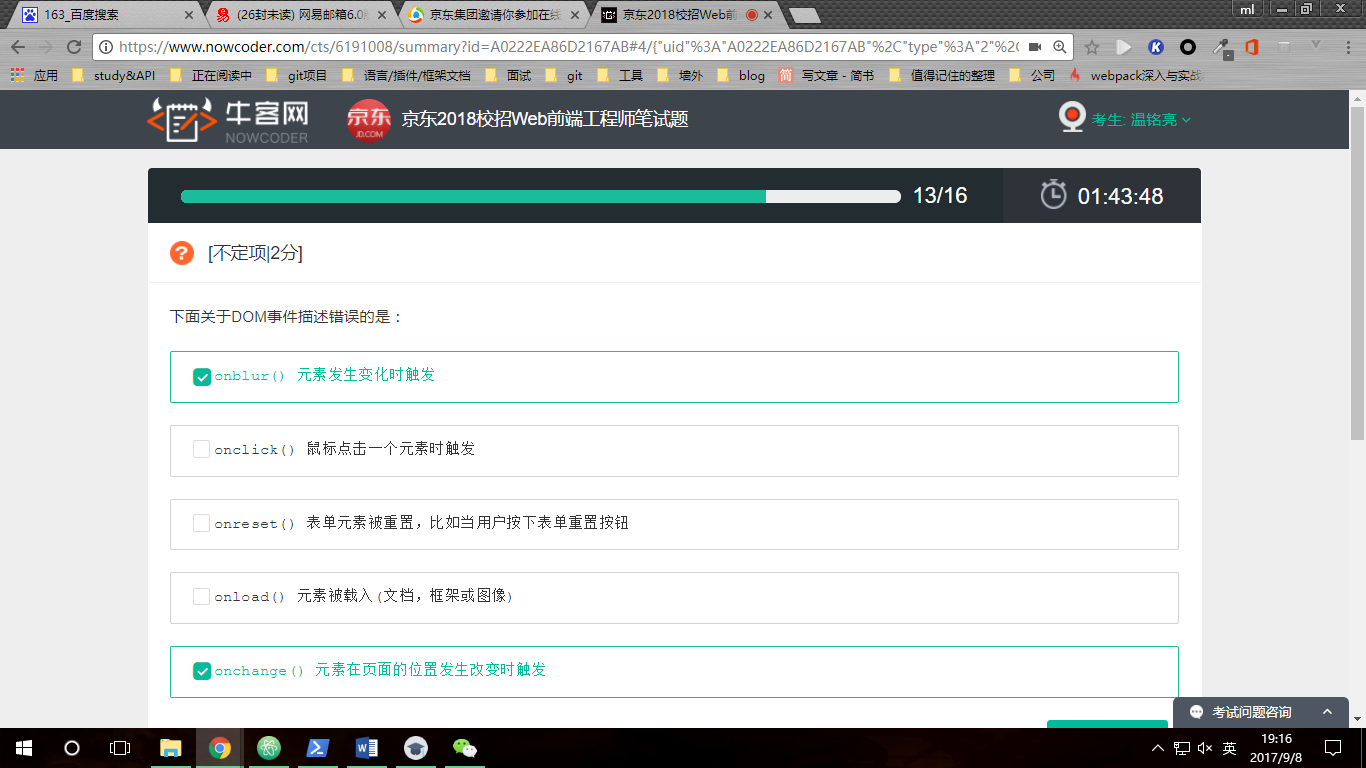 163_百度搜索
(26封未读) 网易邮箱6.0
京东集团邀请你参加在线
京东2018校招Web前
ml
https://www.nowcoder.com/cts/6191008/summary?id=A0222EA86D2167AB#4/{"uid"%3A"A0222EA86D2167AB"%2C"type"%3A"2"%2C
应用 study&API 正在阅读中 git项目 语言/插件/框架文档 面试 git 工具 墙外 blog 简 写文章 - 简书 值得记住的整理 公司 webpack深入与实战
牛客网
NOWCODER
京东
JD.COM
京东2018校招Web前端工程师笔试题
考生: 温铭亮
13/16
01:43:48
[不定项|2分]
下面关于DOM事件描述错误的是：
onblur() 元素发生变化时触发
onclick() 鼠标点击一个元素时触发
onreset() 表单元素被重置，比如当用户按下表单重置按钮
onload() 元素被载入(文档，框架或图像)
onchange() 元素在页面的位置发生改变时触发
考试问题咨询
英
19:16
2017/9/8